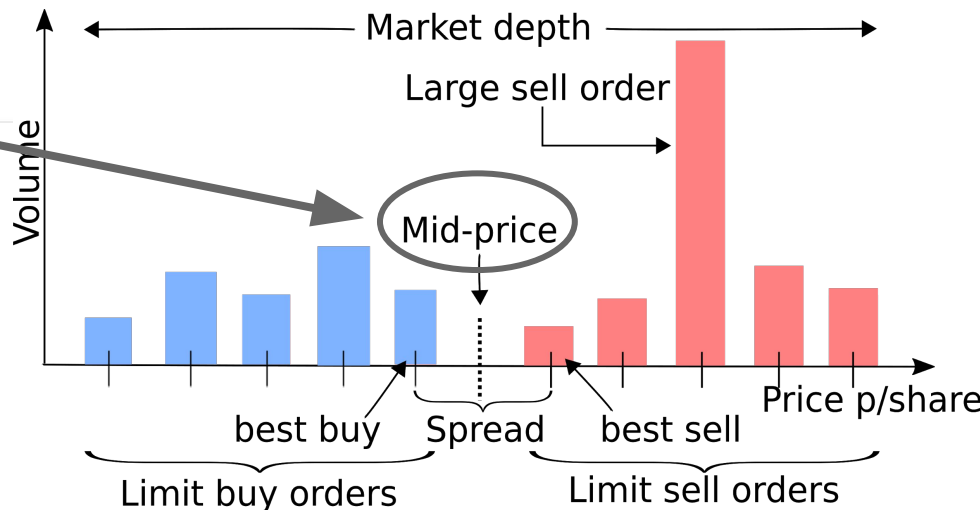 Market depth
Large sell order
Volume
Mid-price
Price p/share
best buy
Spread
best sell
Limit buy orders
Limit sell orders